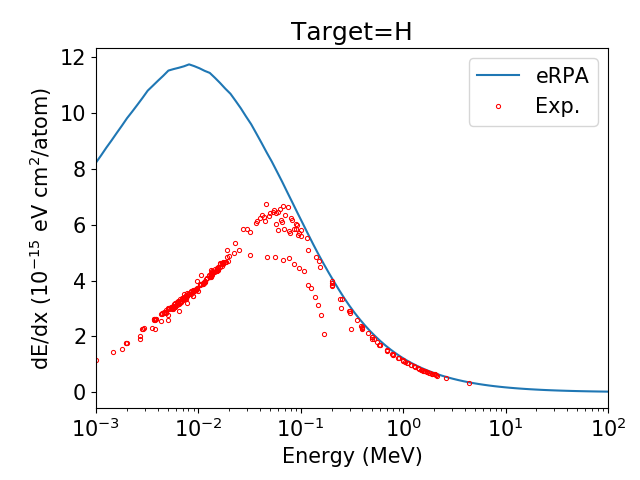 Target=H
dE/dx (10⁻¹⁵ eV cm²/atom)
12
10
8
6
4
2
0
eRPA
Exp.
10⁻³ 10⁻² 10⁻¹ 10⁰ 10¹ 10²
Energy (MeV)